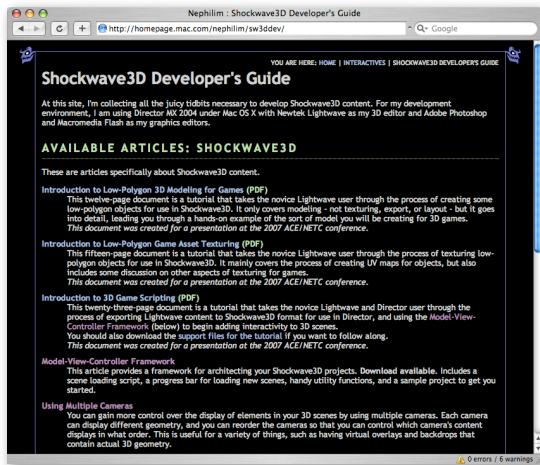 Nephilim : Shockwave3D Developer's Guide
http://homepage.mac.com/nephilim/sw3ddev/
Google
YOU ARE HERE: HOME | INTERACTIVES | SHOCKWAVE3D DEVELOPER'S GUIDE
Shockwave3D Developer's Guide
At this site, I'm collecting all the juicy tidbits necessary to develop Shockwave3D content. For my development
environment, I am using Director MX 2004 under Mac OS X with Newtek Lightwave as my 3D editor and Adobe Photoshop
and Macromedia Flash as my graphics editors.
AVAILABLE ARTICLES: SHOCKWAVE3D
These are articles specifically about Shockwave3D content.
Introduction to Low-Polygon 3D Modeling for Games (PDF)
This twelve-page document is a tutorial that takes the novice Lightwave user through the process of creating some
low-polygon objects for use in Shockwave3D. It only covers modeling - not texturing, export, or layout - but it goes
into detail, leading you through a hands-on example of the sort of model you will be creating for 3D games.
This document was created for a presentation at the 2007 ACE/NETC conference.
Introduction to Low-Polygon Game Asset Texturing (PDF)
This fifteen-page document is a tutorial that takes the novice Lightwave user through the process of texturing low-
polygon objects for use in Shockwave3D. It mainly covers the process of creating UV maps for objects, but also
includes some discussion on other aspects of texturing for games.
This document was created for a presentation at the 2007 ACE/NETC conference.
Introduction to 3D Game Scripting (PDF)
This twenty-three-page document is a tutorial that takes the novice Lightwave and Director user through the
process of exporting Lightwave content to Shockwave3D format for use in Director, and using the Model-View-
Controller Framework (below) to begin adding interactivity to 3D scenes.
You should also download the support files for the tutorial if you want to follow along.
This document was created for a presentation at the 2007 ACE/NETC conference.
Model-View-Controller Framework
This article provides a framework for architecting your Shockwave3D projects. Download available. Includes a
scene loading script, a progress bar for loading new scenes, handy utility functions, and a sample project to get you
started.
Using Multiple Cameras
You can gain more control over the display of elements in your 3D scenes by using multiple cameras. Each camera
can display different geometry, and you can reorder the cameras so that you can control which camera's content
displays in what order. This is useful for a variety of things, such as having virtual overlays and backdrops that
contain actual 3D geometry.
0 errors / 6 warnings